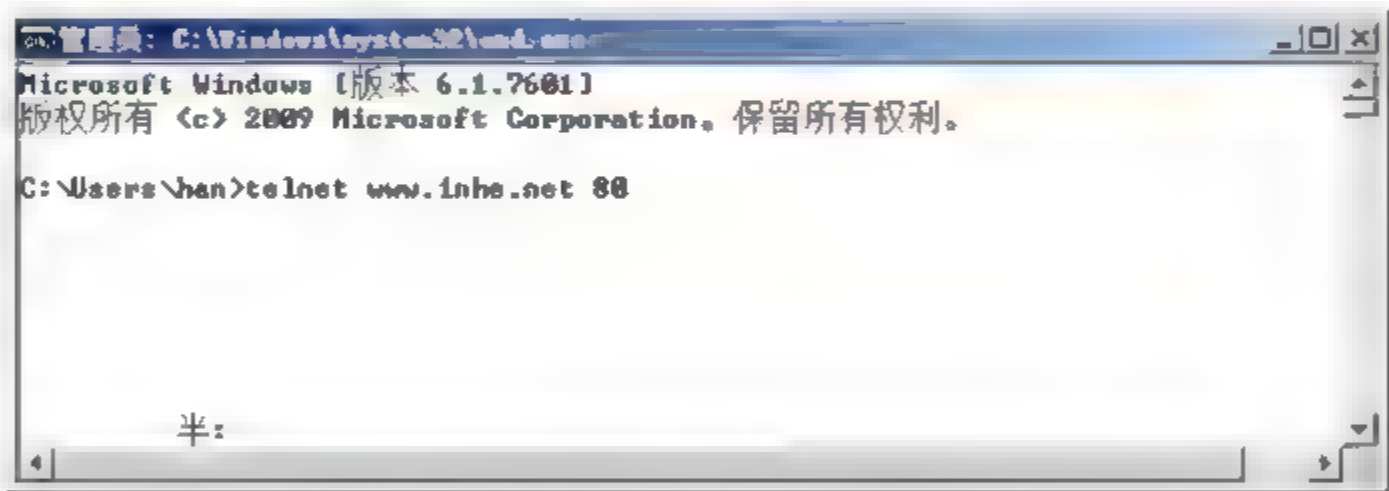 管理员: C:\Windows\system32\cmd.exe
Microsoft Windows [版本 6.1.7601]
版权所有 (c) 2009 Microsoft Corporation。保留所有权利。
C:\Users\han>telnet www.inhe.net 80
半: